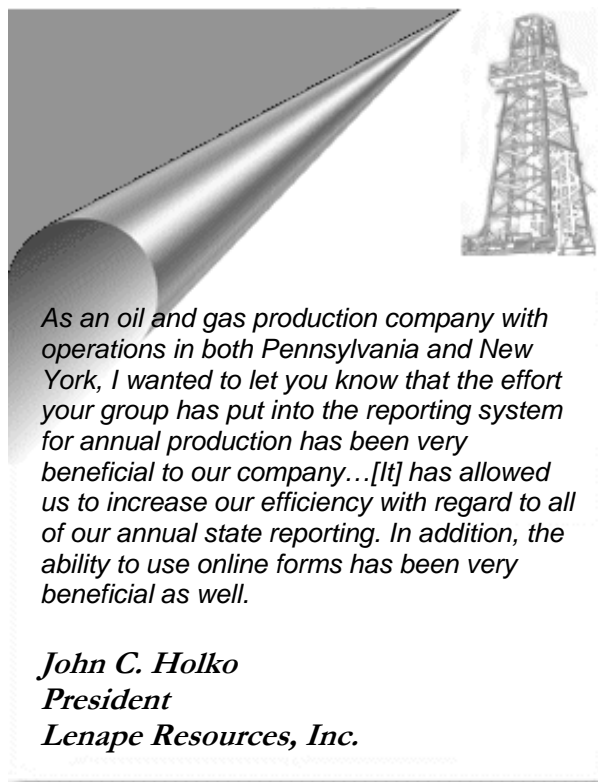 As an oil and gas production company with
operations in both Pennsylvania and New
York, I wanted to let you know that the effort
your group has put into the reporting system
for annual production has been very
beneficial to our company…[It] has allowed
us to increase our efficiency with regard to all
of our annual state reporting. In addition, the
ability to use online forms has been very
beneficial as well.
John C. Holko
President
Lenape Resources, Inc.